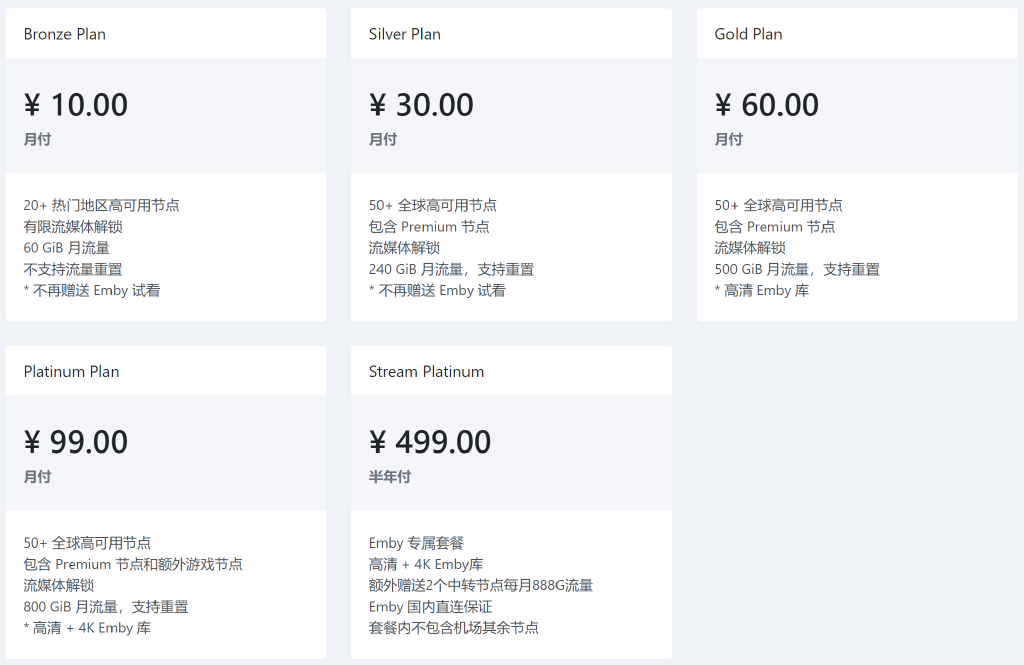 Bronze Plan
¥ 10.00
月付
20+ 热门地区高可用节点
有限流媒体解锁
60 GiB 月流量
不支持流量重置
* 不再赠送 Emby 试看
Silver Plan
¥ 30.00
月付
50+ 全球高可用节点
包含 Premium 节点
流媒体解锁
240 GiB 月流量，支持重置
* 不再赠送 Emby 试看
Gold Plan
¥ 60.00
月付
50+ 全球高可用节点
包含 Premium 节点
流媒体解锁
500 GiB 月流量，支持重置
* 高清 Emby 库
Platinum Plan
¥ 99.00
月付
50+ 全球高可用节点
包含 Premium 节点和额外游戏节点
流媒体解锁
800 GiB 月流量，支持重置
* 高清 + 4K Emby 库
Stream Platinum
¥ 499.00
半年付
Emby 专属套餐
高清 + 4K Emby库
额外赠送2个中转节点每月888G流量
Emby 国内直连保证
套餐内不包含机场其余节点